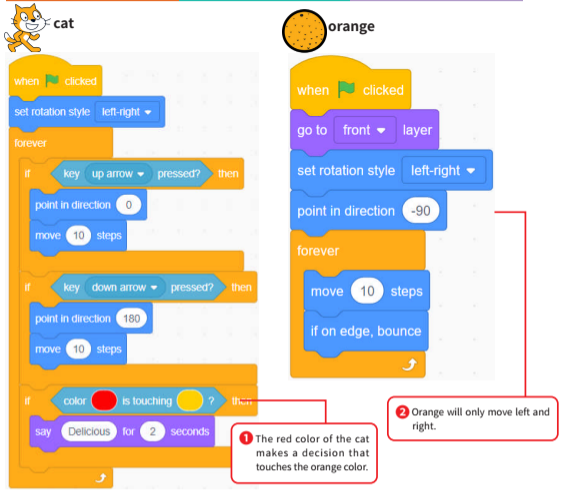 cat
when clicked
set rotation style left-right
forever
if key up arrow pressed? then
point in direction 0
move 10 steps
if key down arrow pressed? then
point in direction 180
move 10 steps
if color is touching ? then
say Delicious for 2 seconds
1 The red color of the cat
makes a decision that
touches the orange color.
orange
when clicked
go to front layer
set rotation style left-right
point in direction -90
forever
move 10 steps
if on edge, bounce
2 Orange will only move left and
right.